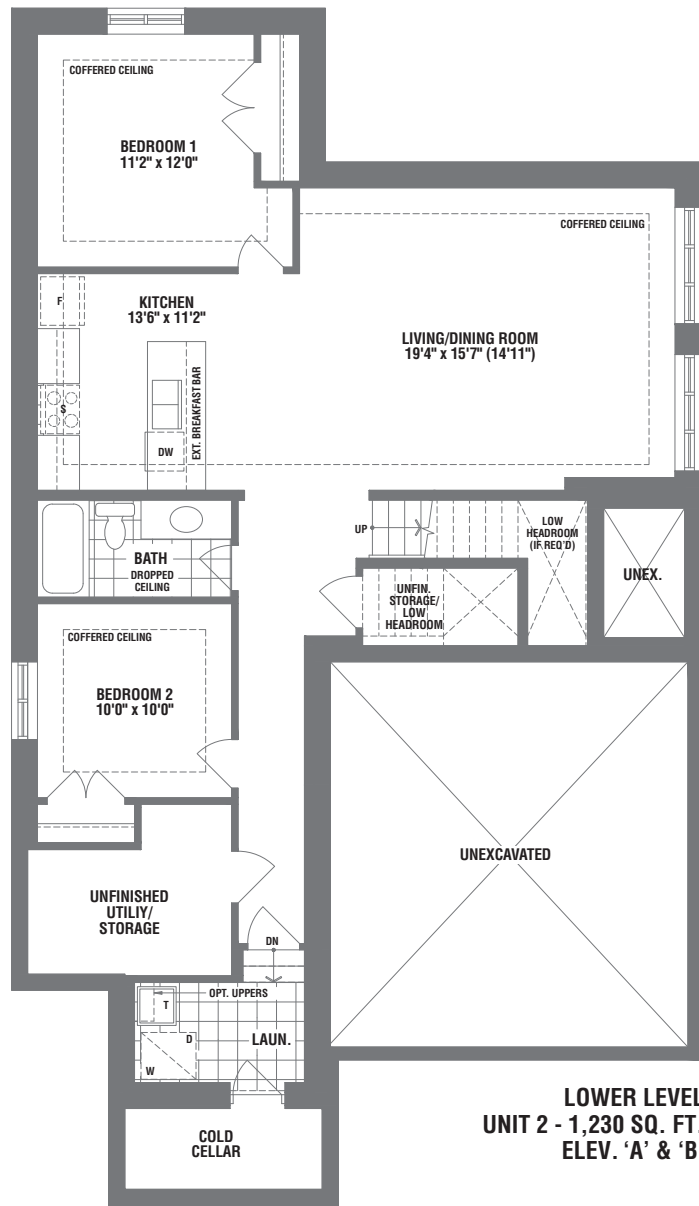 COFFERED CEILING
BEDROOM 1
11'2" x 12'0"
COFFERED CEILING
F
KITCHEN
13'6" x 11'2"
LIVING/DINING ROOM
19'4" x 15'7" (14'11")
S
EXT. BREAKFAST BAR
DW
UP
LOW
HEADROOM
(IF REQ'D)
BATH
DROPPED
CEILING
UNFIN.
STORAGE/
LOW
HEADROOM
UNEX.
COFFERED CEILING
BEDROOM 2
10'0" x 10'0"
UNEXCAVATED
UNFINISHED
UTILIY/
STORAGE
DN
OPT. UPPERS
T
D
LAUN.
W
COLD
CELLAR
LOWER LEVEL
UNIT 2 - 1,230 SQ. FT.
ELEV. ‘A’ & ‘B